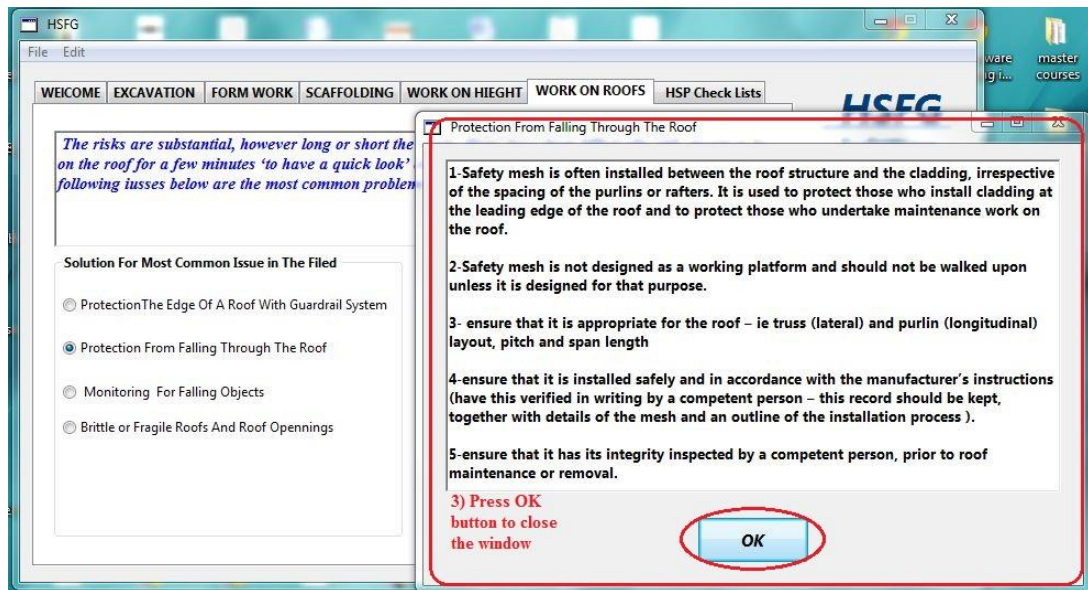 HSFG
File Edit
WElCOME EXCAVATION FORM WORK SCAFFOLDING WORK ON HIEGHT WORK ON ROOFS HSP Check Lists
HSFG
The risks are substantial, however long or short the
on the roof for a few minutes ‘to have a quick look’
following iusses below are the most common problem
Solution For Most Common Issue in The Filed
ProtectionThe Edge Of A Roof With Guardrail System
Protection From Falling Through The Roof
Monitoring For Falling Objects
Brittle or Fragile Roofs And Roof Opennings
Protection From Falling Through The Roof
1-Safety mesh is often installed between the roof structure and the cladding, irrespective
of the spacing of the purlins or rafters. It is used to protect those who install cladding at
the leading edge of the roof and to protect those who undertake maintenance work on
the roof.
2-Safety mesh is not designed as a working platform and should not be walked upon
unless it is designed for that purpose.
3- ensure that it is appropriate for the roof – ie truss (lateral) and purlin (longitudinal)
layout, pitch and span length
4-ensure that it is installed safely and in accordance with the manufacturer’s instructions
(have this verified in writing by a competent person – this record should be kept,
together with details of the mesh and an outline of the installation process ).
5-ensure that it has its integrity inspected by a competent person, prior to roof
maintenance or removal.
3) Press OK
button to close
the window
OK
master
courses